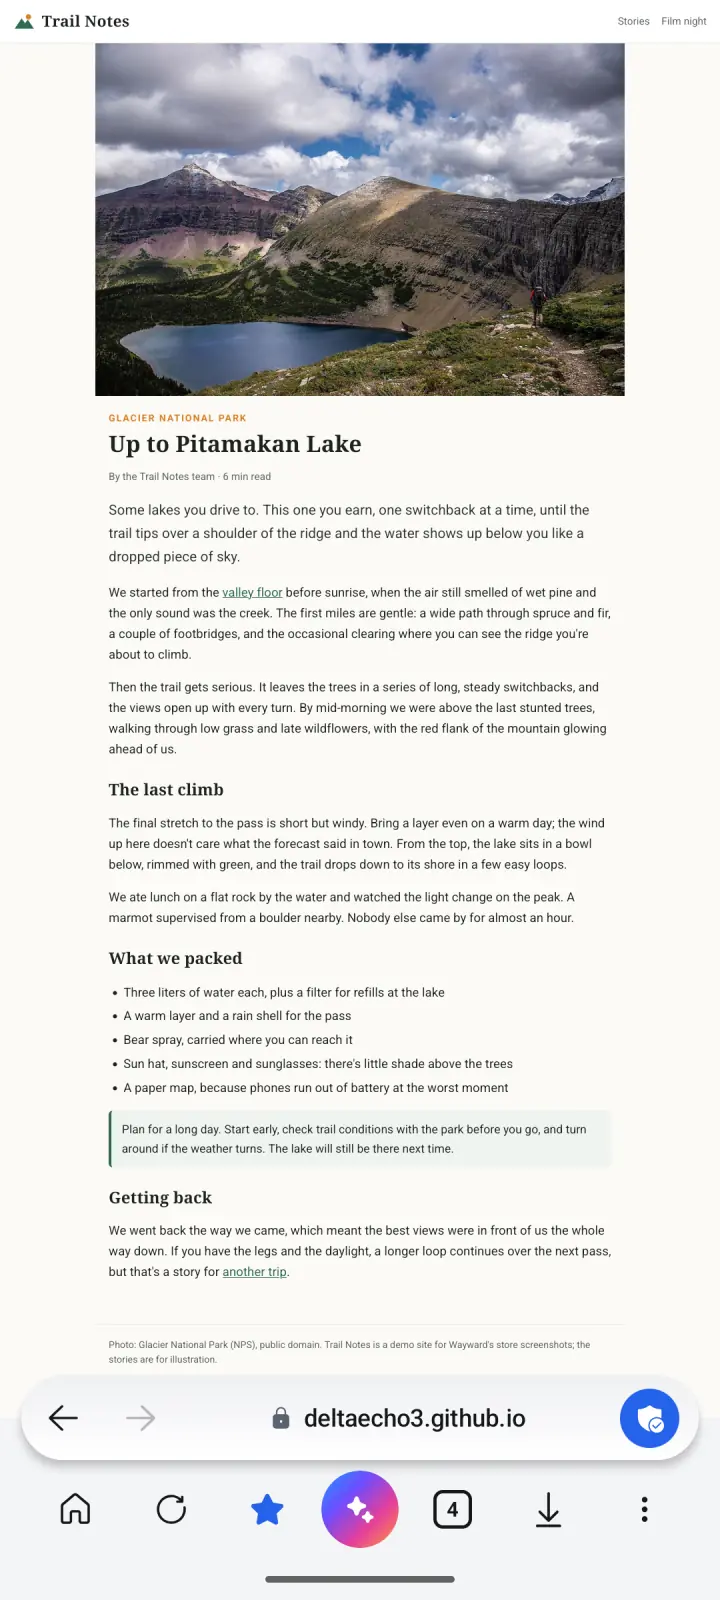 Trail Notes
Stories Film night
GLACIER NATIONAL PARK
Up to Pitamakan Lake
By the Trail Notes team · 6 min read
Some lakes you drive to. This one you earn, one switchback at a time, until the
trail tips over a shoulder of the ridge and the water shows up below you like a
dropped piece of sky.
We started from the valley floor before sunrise, when the air still smelled of wet pine and
the only sound was the creek. The first miles are gentle: a wide path through spruce and fir,
a couple of footbridges, and the occasional clearing where you can see the ridge you're
about to climb.
Then the trail gets serious. It leaves the trees in a series of long, steady switchbacks, and
the views open up with every turn. By mid-morning we were above the last stunted trees,
walking through low grass and late wildflowers, with the red flank of the mountain glowing
ahead of us.
The last climb
The final stretch to the pass is short but windy. Bring a layer even on a warm day; the wind
up here doesn't care what the forecast said in town. From the top, the lake sits in a bowl
below, rimmed with green, and the trail drops down to its shore in a few easy loops.
We ate lunch on a flat rock by the water and watched the light change on the peak. A
marmot supervised from a boulder nearby. Nobody else came by for almost an hour.
What we packed
• Three liters of water each, plus a filter for refills at the lake
• A warm layer and a rain shell for the pass
• Bear spray, carried where you can reach it
• Sun hat, sunscreen and sunglasses: there's little shade above the trees
• A paper map, because phones run out of battery at the worst moment
Plan for a long day. Start early, check trail conditions with the park before you go, and turn
around if the weather turns. The lake will still be there next time.
Getting back
We went back the way we came, which meant the best views were in front of us the whole
way down. If you have the legs and the daylight, a longer loop continues over the next pass,
but that's a story for another trip.
Photo: Glacier National Park (NPS), public domain. Trail Notes is a demo site for Wayward's store screenshots; the
stories are for illustration.
deltaecho3.github.io
4